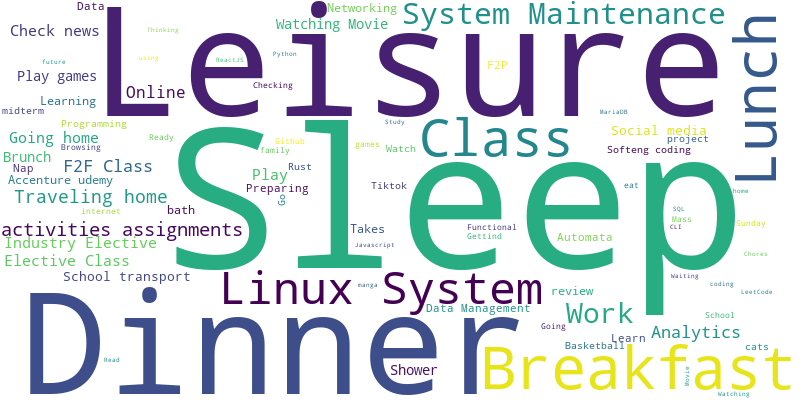 Data
Leisure
Networking
System Maintenance
Lunch
Check news
Watching Movie
Thinking
Python
future
using
ReactJS
F2P
Play games
Checking
Online
Learning
midterm
MariaDB
Programming
Class
Study
Social media
Going home
Ready
Github
project
Browsing
games
Watch
Softeng coding
Brunch
family
Sleep
Nap
F2F Class
Rust
Play
Accenture udemy
Preparing
Tiktok
eat
home
Traveling home
Go
bath
internet
SQL
Mass
CLI
Sunday
activities assignments
Takes
Functional
Gettind
Automata
Industry Elective
Javascript
Elective Class
Chores
School transport
Linux System
manga
Waiting
coding
LeetCode
Dinner
review
Data Management
Work
School
Going
Analytics
Learn
Basketball
cats
Read
Shower
Breakfast
Movie
Watching